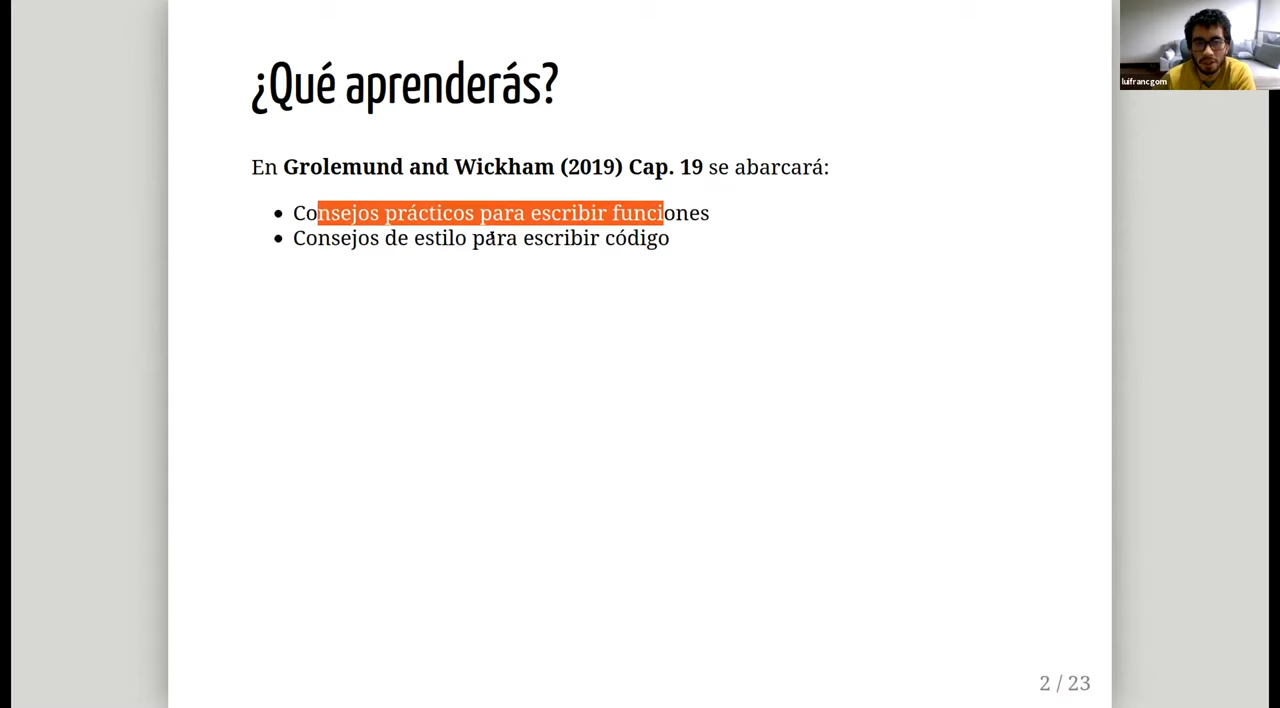 ¿Qué aprenderás?
luifrancgom
En Grolemund and Wickham (2019) Cap. 19 se abarcará:
Consejos prácticos para escribir funciones
Consejos de estilo para escribir código
2 / 23